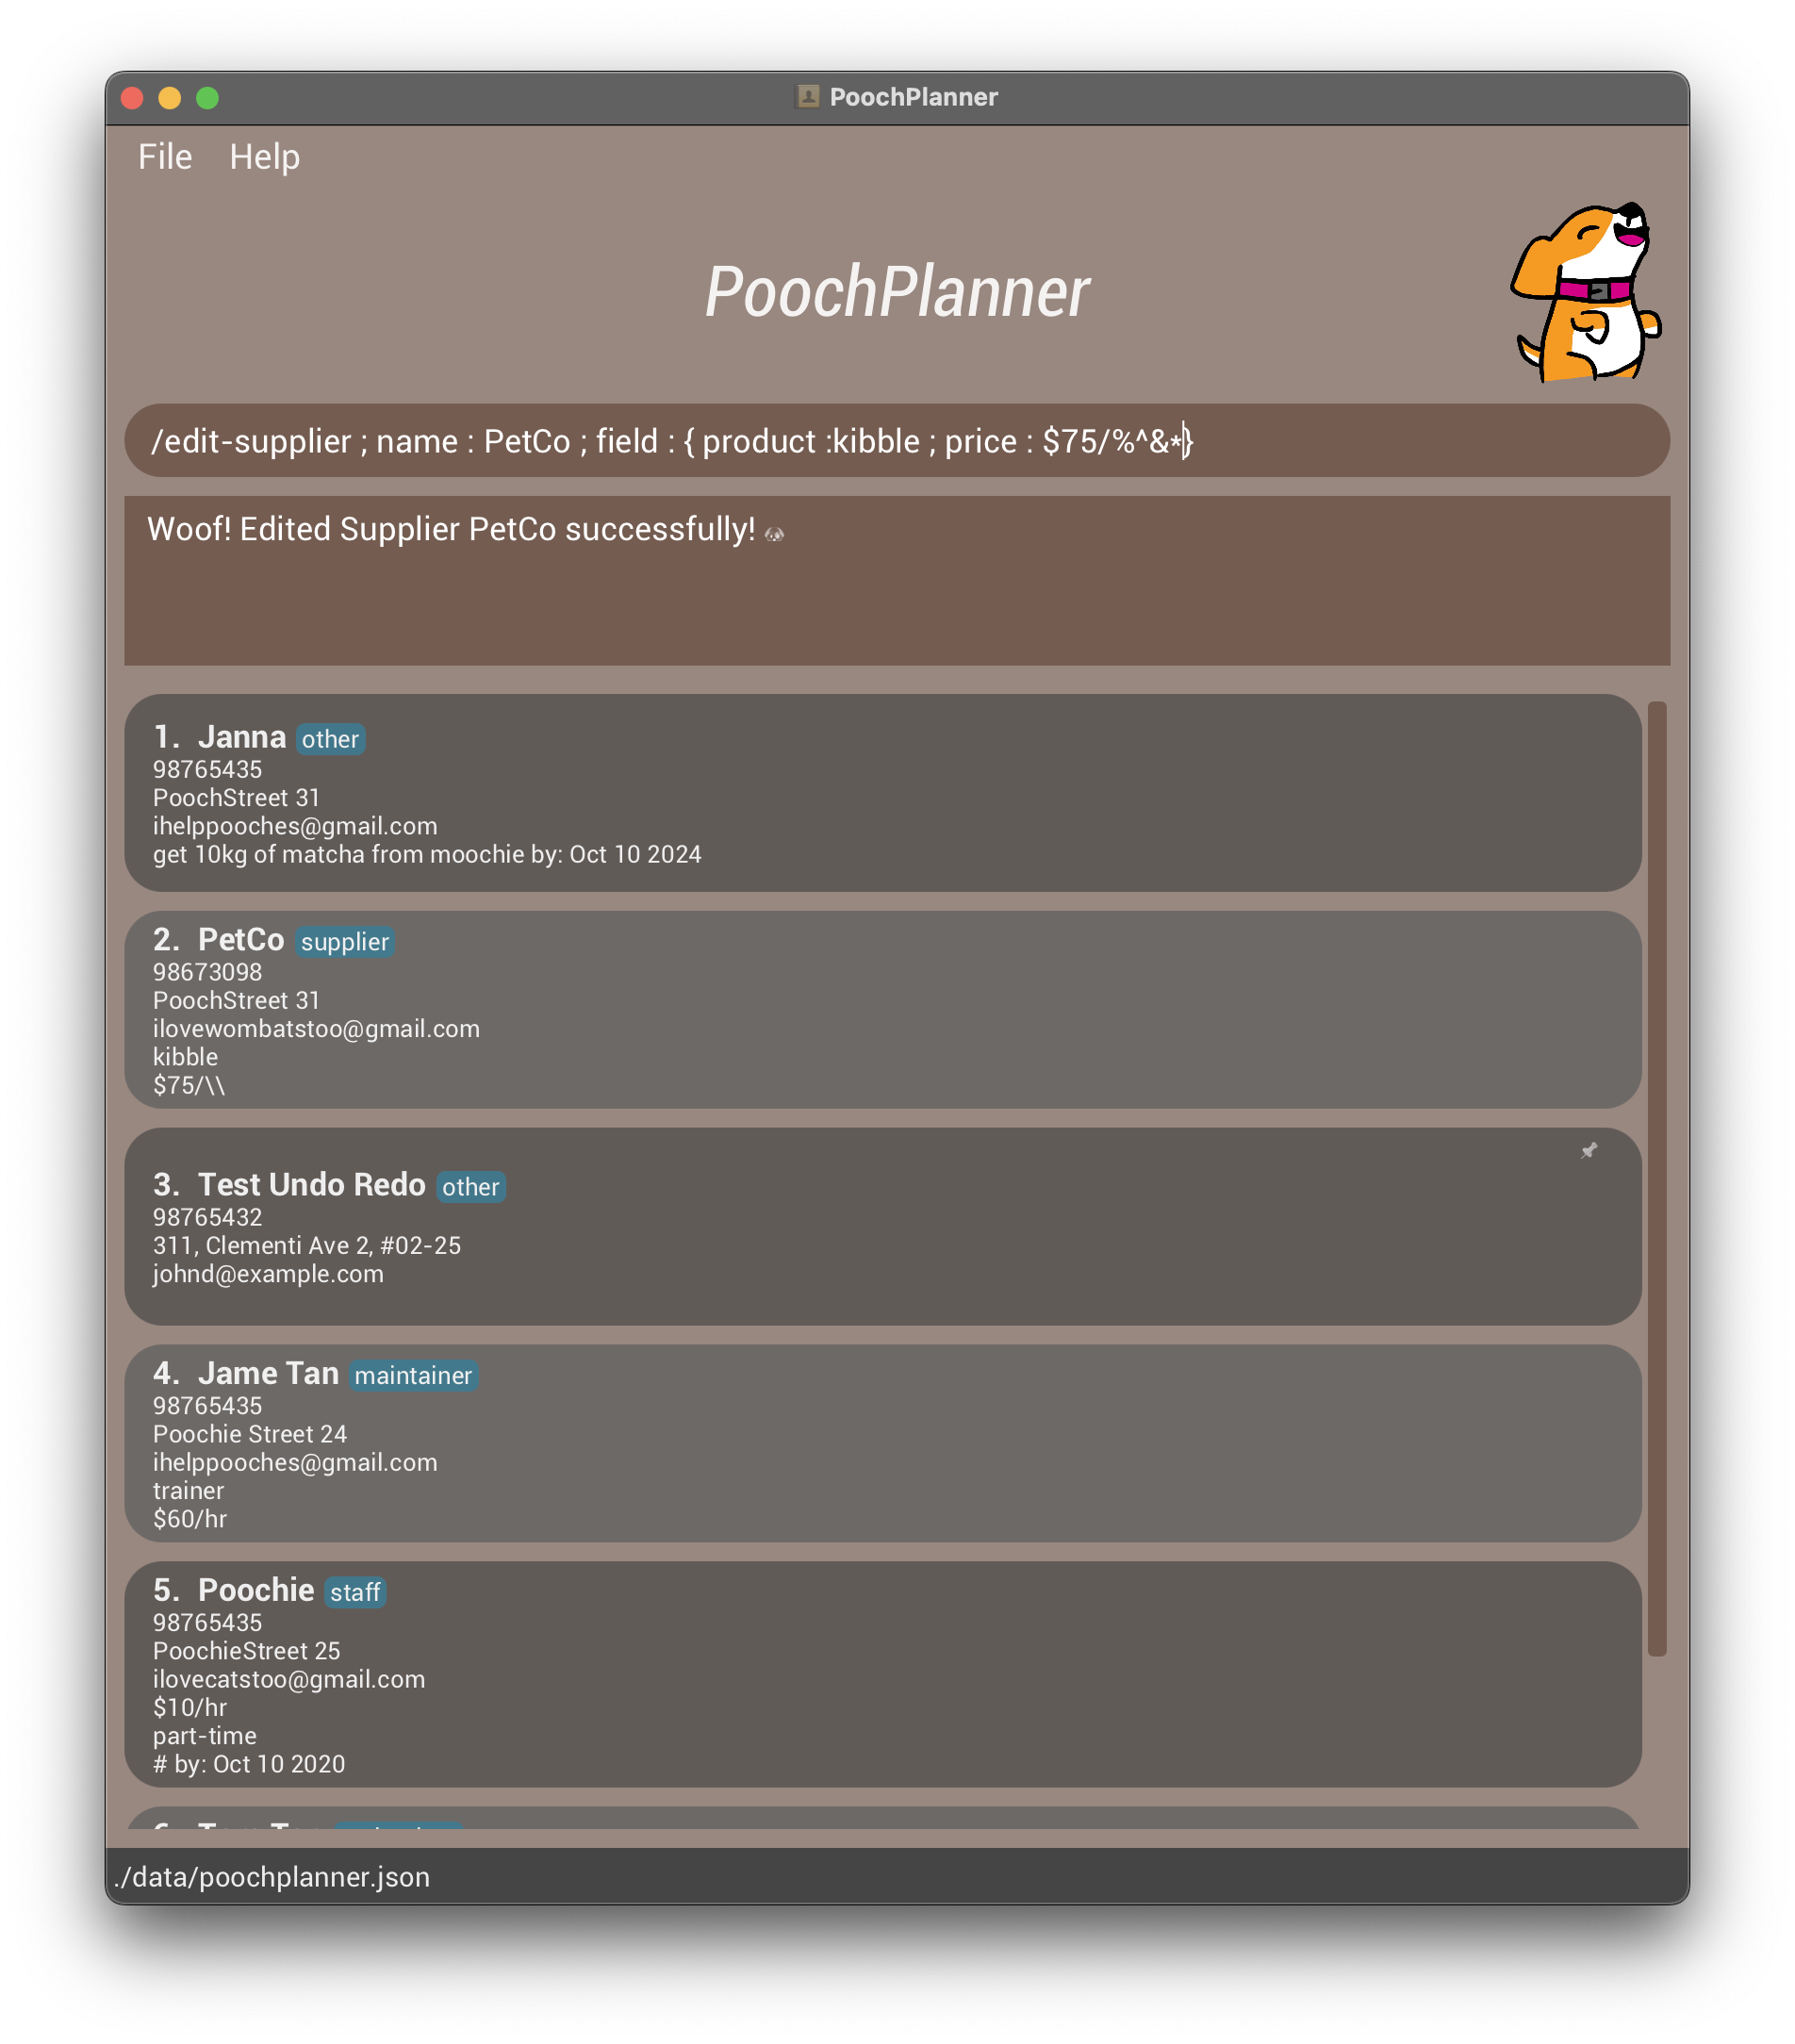 PoochPlanner
File Help
PoochPlanner
/edit-supplier ; name : PetCo ; field : { product :kibble ; price : $75/%^&*}
Woof! Edited Supplier PetCo successfully!
1. Janna other
98765435
PoochStreet 31
ihelppooches@gmail.com
get 10kg of matcha from moochie by: Oct 10 2024
2. PetCo supplier
98673098
PoochStreet 31
ilovewombatstoo@gmail.com
kibble
$75/\\
3. Test Undo Redo other
98765432
311, Clementi Ave 2, #02-25
johnd@example.com
4. Jame Tan maintainer
98765435
Poochie Street 24
ihelppooches@gmail.com
trainer
$60/hr
5. Poochie staff
98765435
PoochieStreet 25
ilovecatstoo@gmail.com
$10/hr
part-time
# by: Oct 10 2020
./data/poochplanner.json